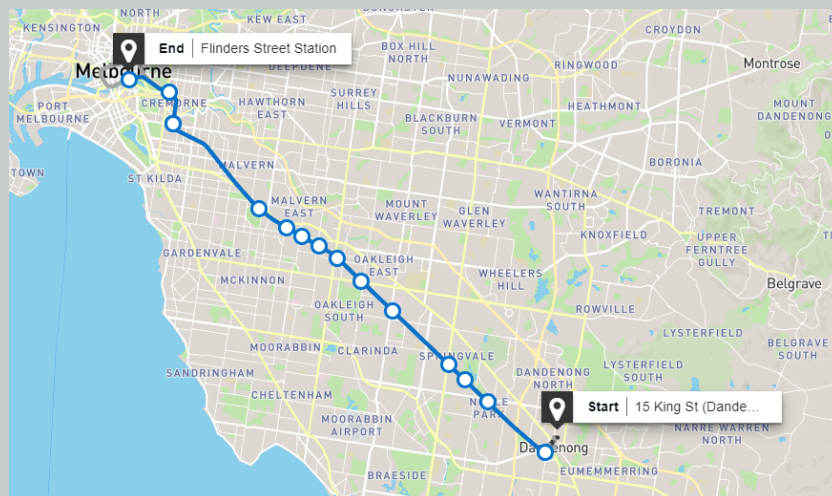 KENSINGTON
KEW EAST
BOX HILL
NORTH
CROYDON
RINGWOOD
Montrose
End | Flinders Street Station
DEEPDENE
Melbourne
NUNAWADING
SURREY
HILLS
HEATHMONT
MOUNT
DANDENONG
PORT
MELBOURNE
CREMORNE
HAWTHORN
EAST
BLACKBURN
SOUTH
VERMONT
BORONIA
TOWN
ST KILDA
MALVERN
MALVERN
EAST
MOUNT
WAVERLEY
GLEN
WAVERLEY
WANTIRNA
SOUTH
TREMONT
KNOXFIELD
UPPER
FERNTREE
GULLY
GARDENVALE
OAKLEIGH
EAST
MCKINNON
WHEELERS
HILL
Belgrave
OAKLEIGH
SOUTH
ROWVILLE
MOORABBIN
CLARINDA
SPRINGVALE
LYSTERFIELD
BELGRAVE
SOUTH
SANDRINGHAM
DANDENONG
NORTH
LYSTERFIELD
SOUTH
CHELTENHAM
NOBLE
PARK
Start | 15 King St (Dande...
MOORABBIN
AIRPORT
NARRE WARREN
NORTH
Dandenong
BRAESIDE
EUMEMMERRING